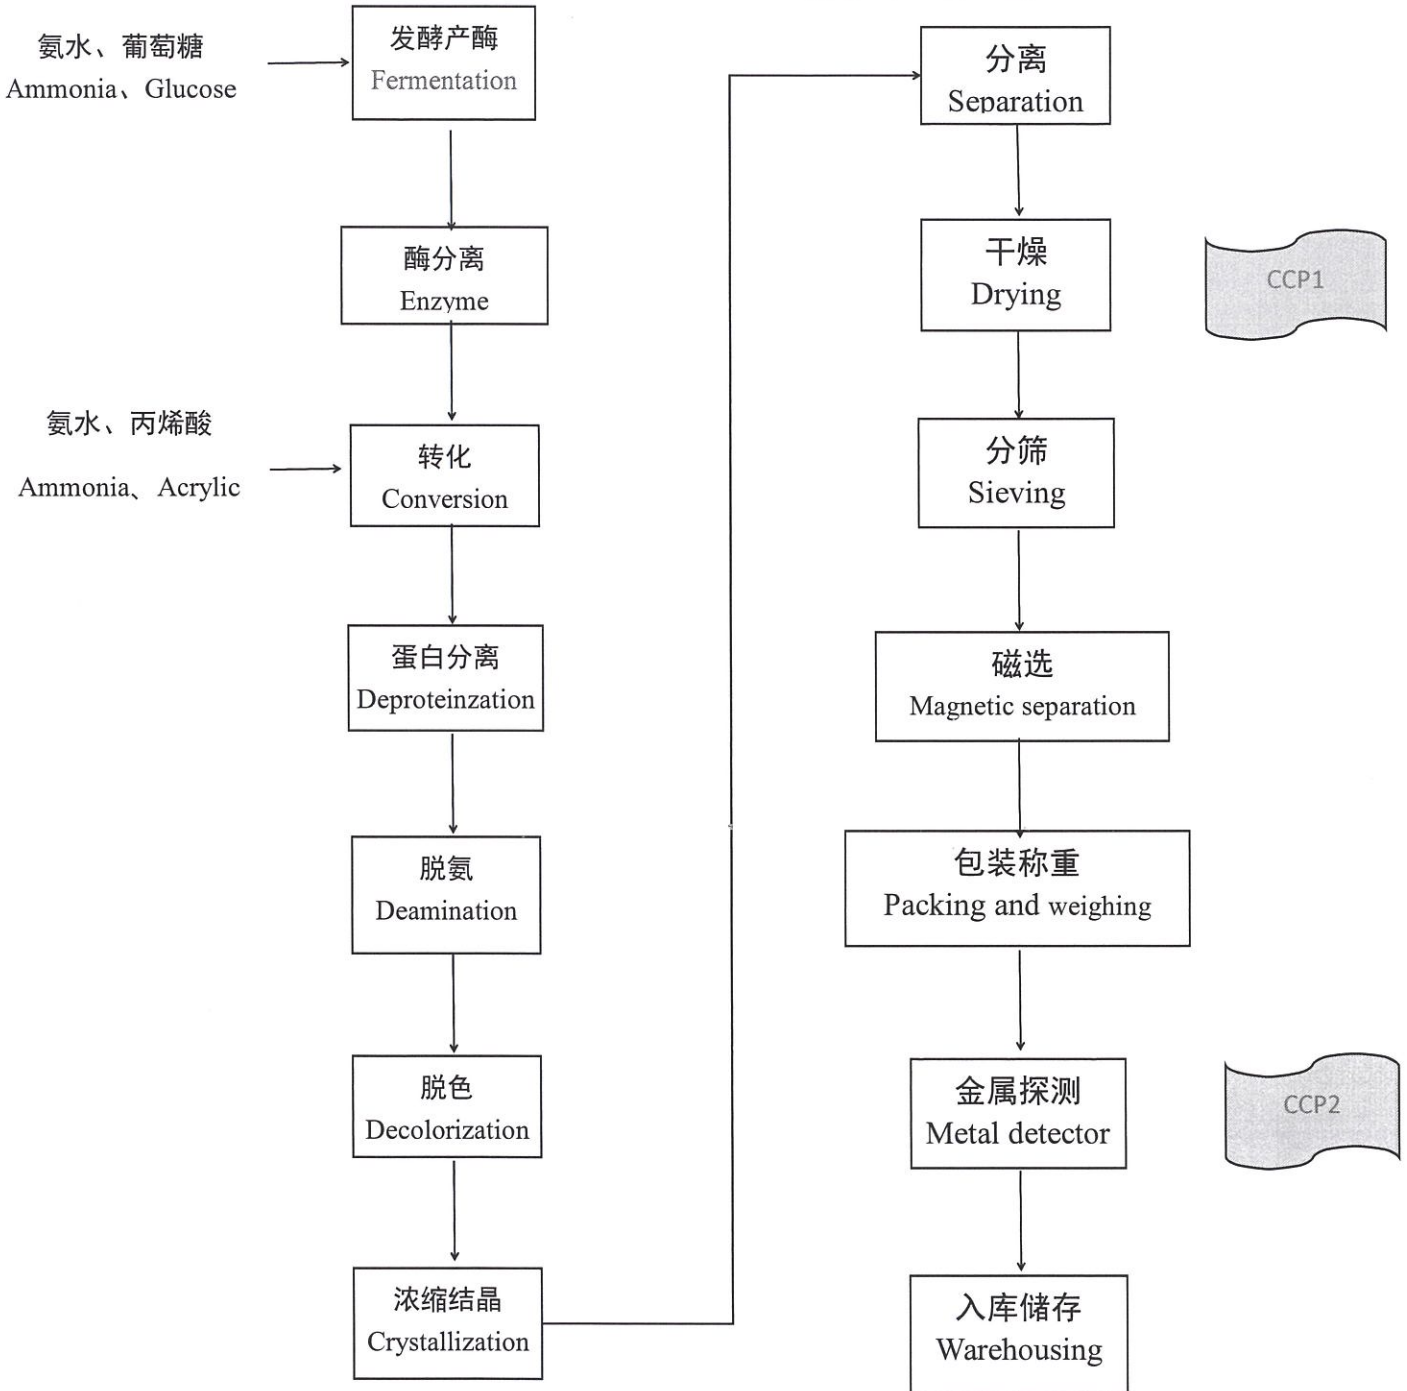 氨水、葡萄糖
Ammonia、Glucose
发酵产酶
Fermentation
酶分离
Enzyme
氨水、丙烯酸
Ammonia、Acrylic
转化
Conversion
蛋白分离
Deproteinzation
脱氨
Deamination
脱色
Decolorization
浓缩结晶
Crystallization
分离
Separation
干燥
Drying
CCP1
分筛
Sieving
磁选
Magnetic separation
包装称重
Packing and weighing
金属探测
Metal detector
CCP2
入库储存
Warehousing